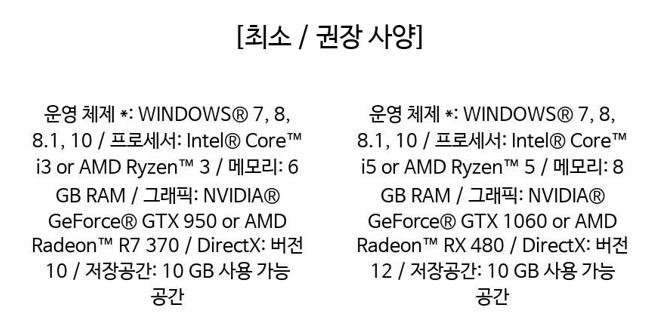 [최소 / 권장 사양]
운영 체제 *: WINDOWS® 7, 8,
8.1, 10 / 프로세서: Intel® Core™
i3 or AMD Ryzen™ 3 / 메모리: 6
GB RAM / 그래픽: NVIDIA®
GeForce® GTX 950 or AMD
Radeon™ R7 370 / DirectX: 버전
10 / 저장공간: 10 GB 사용 가능
공간
운영 체제 *: WINDOWS® 7, 8,
8.1, 10 / 프로세서: Intel® Core™
i5 or AMD Ryzen™ 5 / 메모리: 8
GB RAM / 그래픽: NVIDIA®
GeForce® GTX 1060 or AMD
Radeon™ RX 480 / DirectX: 버전
12 / 저장공간: 10 GB 사용 가능
공간